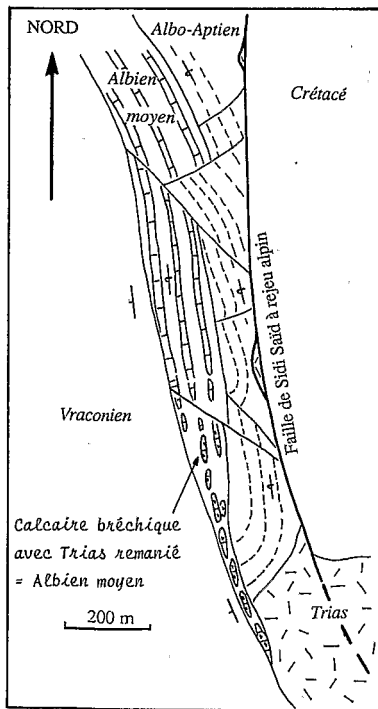 NORD
Albo-Aptien
Albien
moyen
Crétacé
Faille de Sidi Saïd à rejeu alpin
Vraconien
Calcaire bréchique
avec Trias remanié
= Albien moyen
200 m
Trias